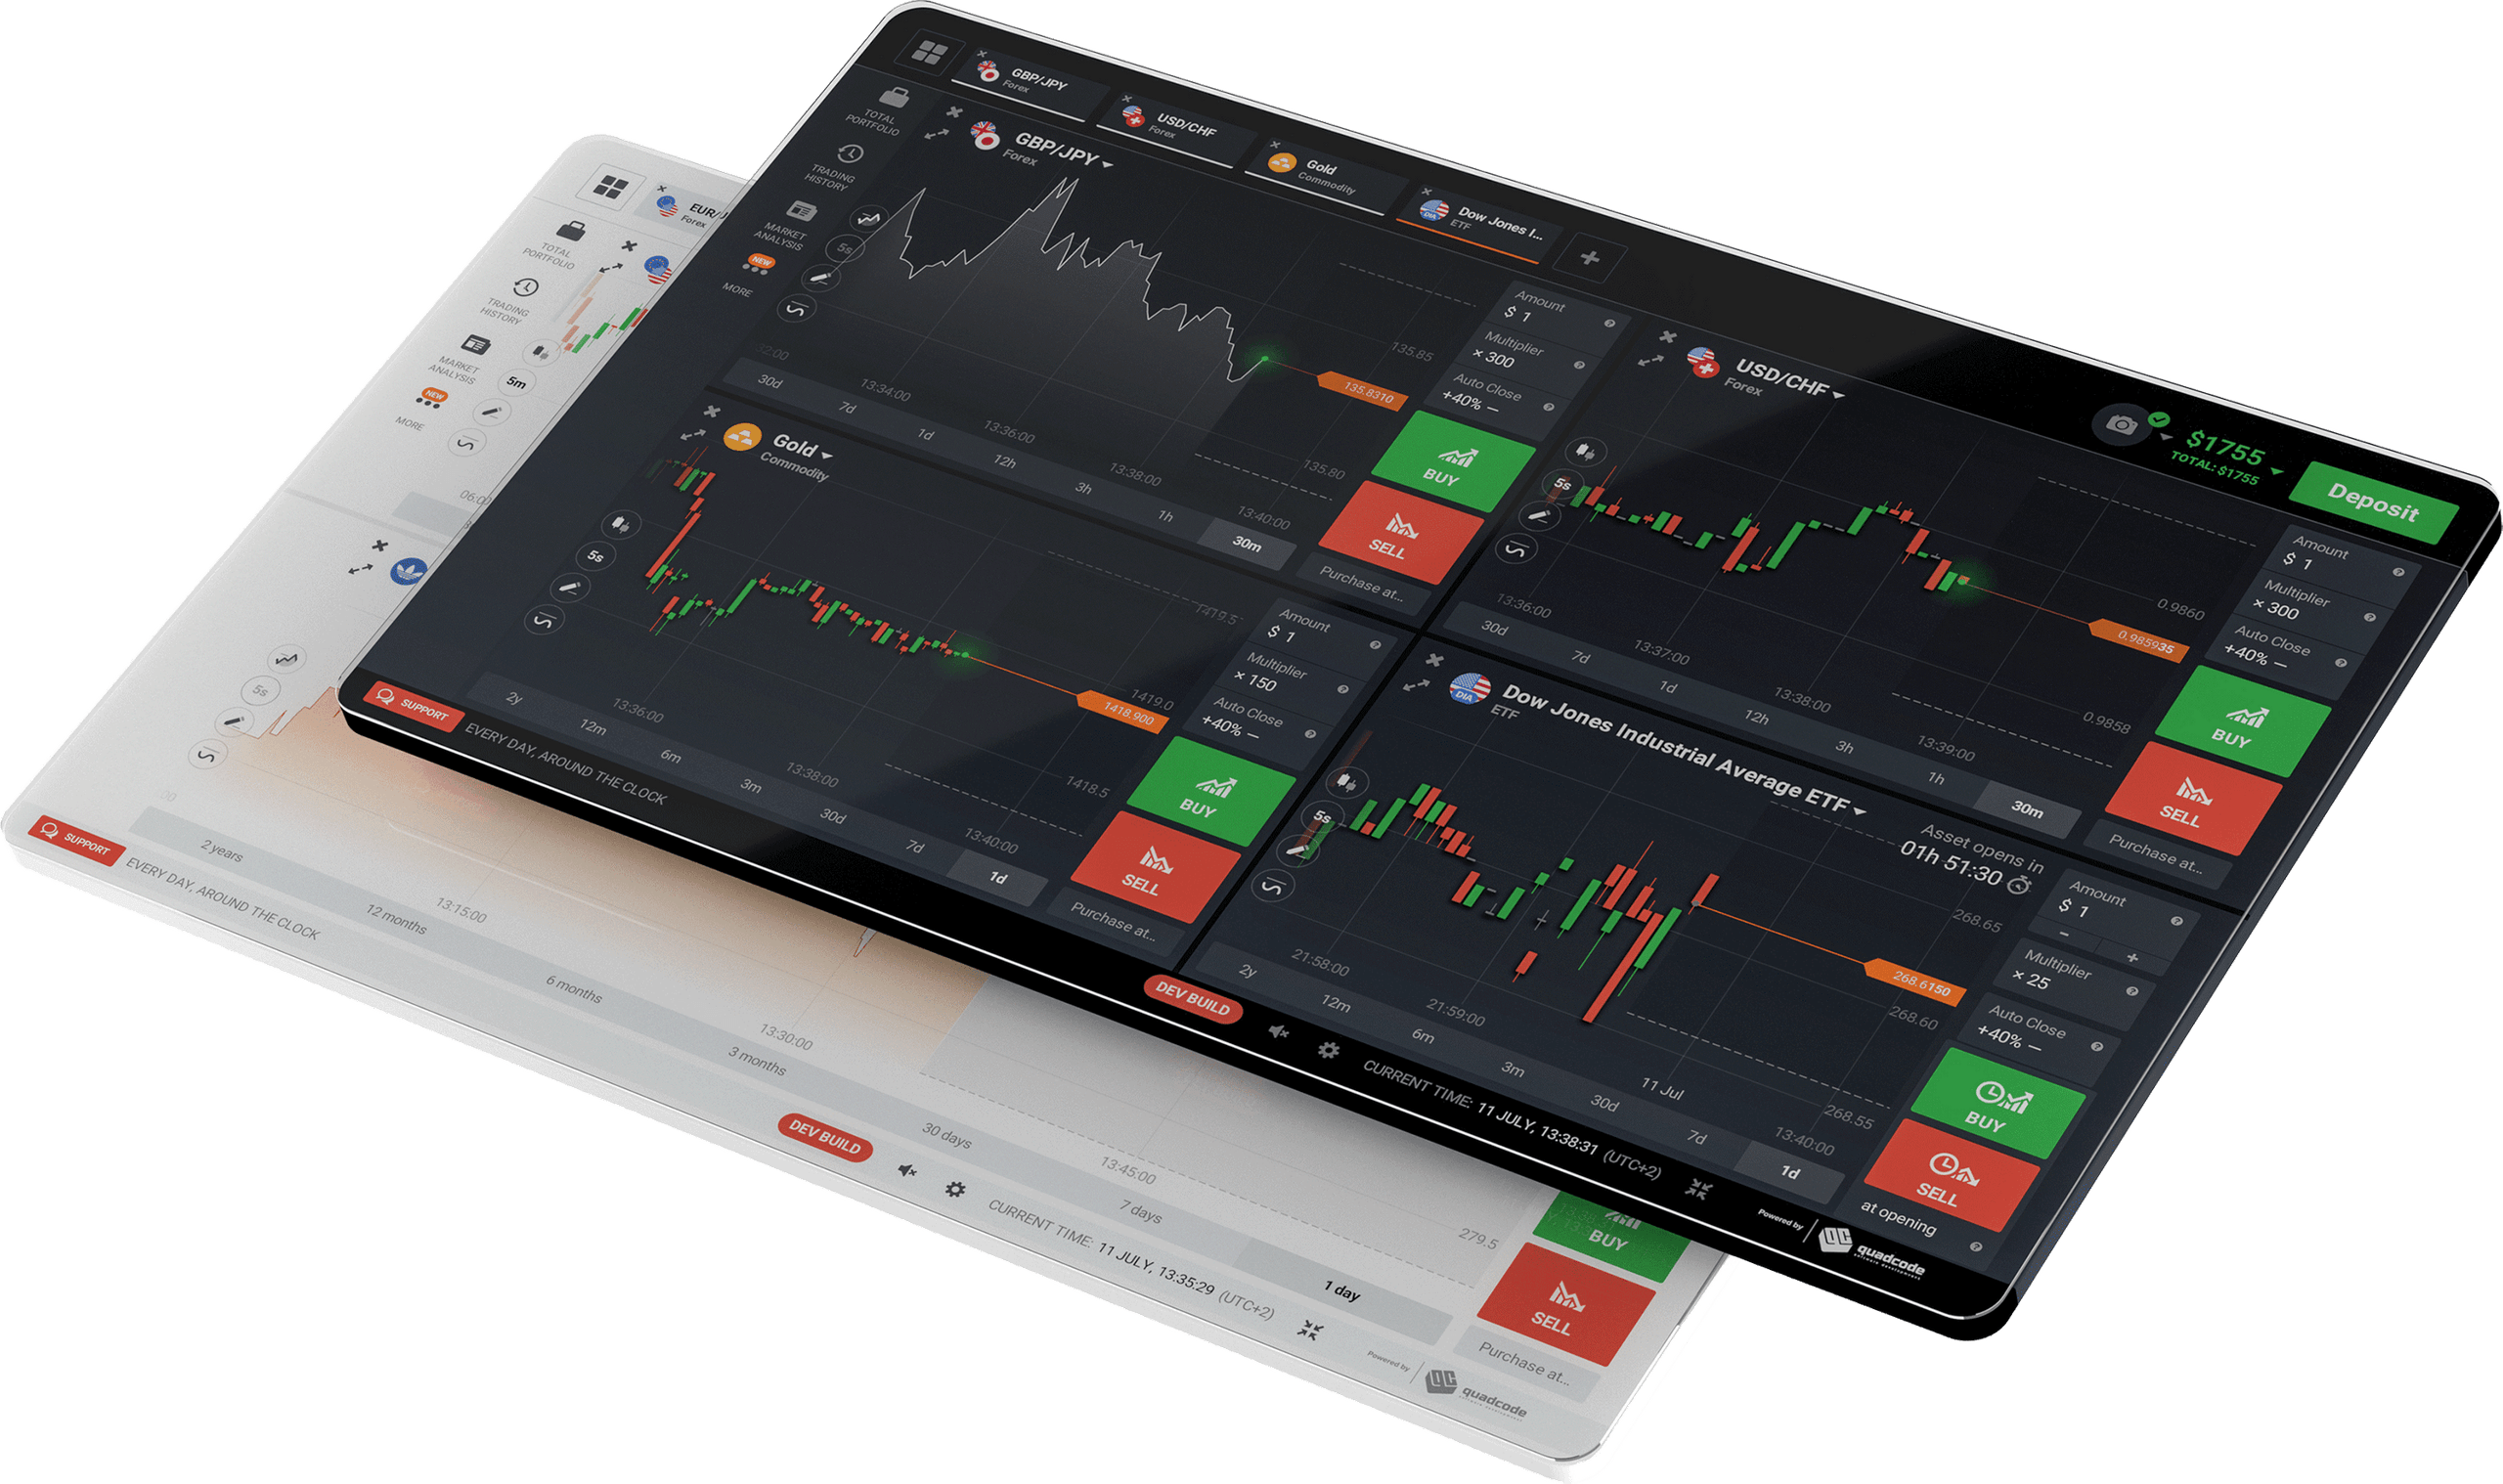 GBP/JPY
Forex
USD/CHF
Forex
Gold
Commodity
Dow Jones I...
ETF
TOTAL
PORTFOLIO
TRADING
HISTORY
MARKET
ANALYSIS
NEW
MORE
GBP/JPY
Forex
5s
135.85
135.8310
135.80
13:34:00
13:36:00
13:38:00
13:40:00
30d
7d
1d
12h
3h
1h
30m
Amount
$ 1
Multiplier
× 300
Auto Close
+40% —
BUY
SELL
Purchase at...
USD/CHF
Forex
5s
$1755
TOTAL: $1755
Deposit
0.9860
0.985935
0.9858
13:36:00
13:37:00
13:38:00
13:39:00
30d
7d
1d
12h
3h
1h
30m
Amount
$ 1
Multiplier
× 300
Auto Close
+40% —
BUY
SELL
Purchase at...
Gold
Commodity
5s
1419.5
1419.0
1418.900
1418.5
13:36:00
13:38:00
13:40:00
2y
12m
6m
3m
30d
7d
1d
Amount
$ 1
Multiplier
× 150
Auto Close
+40% —
BUY
SELL
Purchase at...
DIA
Dow Jones Industrial Average ETF
ETF
5s
Asset opens in
01h 51:30
268.65
268.6150
268.60
268.55
21:58:00
21:59:00
11 Jul
13:40:00
2y
12m
6m
3m
30d
7d
1d
Amount
$ 1
- +
Multiplier
× 25
Auto Close
+40% —
BUY
SELL
at opening
SUPPORT
EVERY DAY, AROUND THE CLOCK
DEV BUILD
CURRENT TIME: 11 JULY, 13:38:31 (UTC+2)
Powered by
quadcode
EUR/
Forex
TOTAL
PORTFOLIO
TRADING
HISTORY
MARKET
ANALYSIS
NEW
MORE
5m
5s
13:15:00
13:30:00
13:45:00
279.5
2 years
12 months
6 months
3 months
30 days
7 days
1 day
BUY
SELL
Purchase at...
SUPPORT
EVERY DAY, AROUND THE CLOCK
DEV BUILD
CURRENT TIME: 11 JULY, 13:35:29 (UTC+2)
Powered by
quadcode